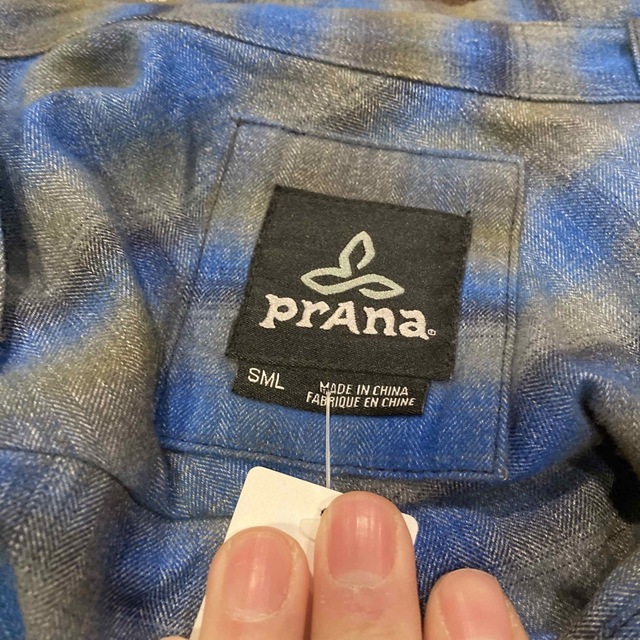 prAna
SML
MADE IN CHINA
FABRIQUE EN CHINE